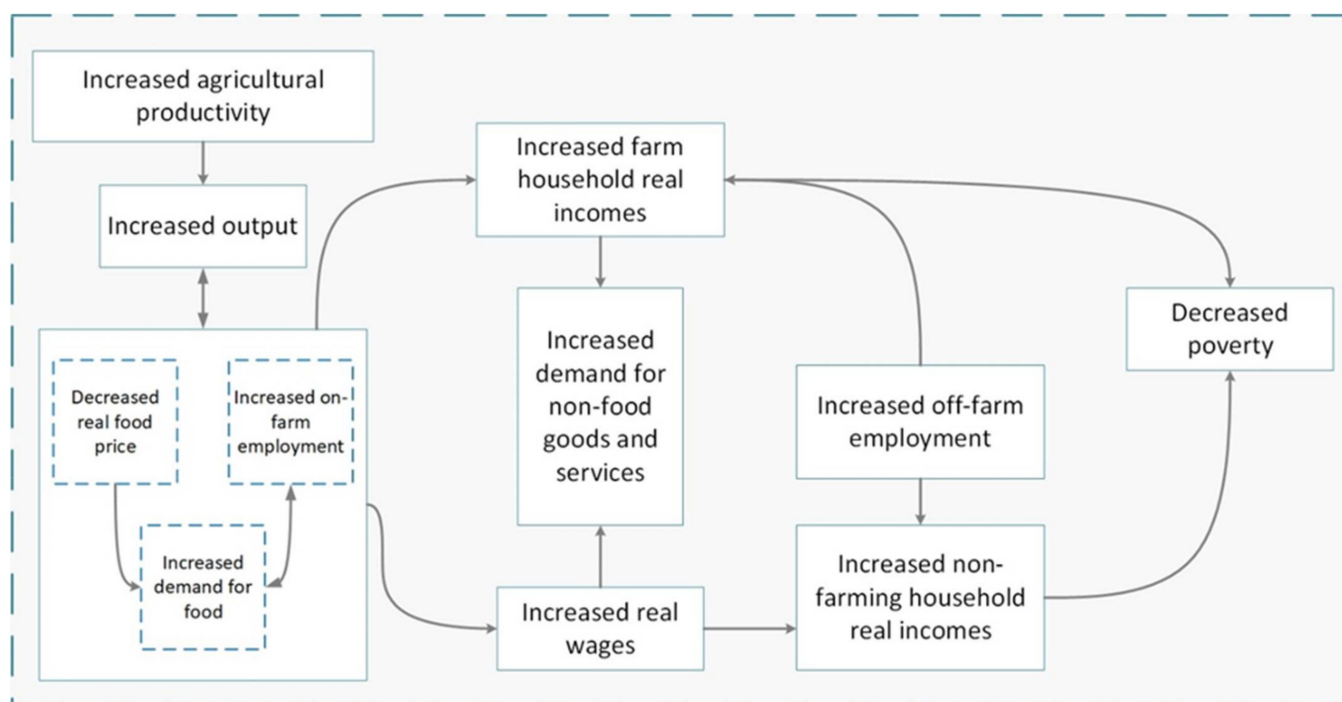 Increased agricultural
productivity
Increased output
Decreased
real food
price
Increased on-
farm
employment
Increased
demand for
food
Increased farm
household real
incomes
Increased
demand for
non-food
goods and
services
Increased real
wages
Increased off-farm
employment
Increased non-
farming household
real incomes
Decreased
poverty